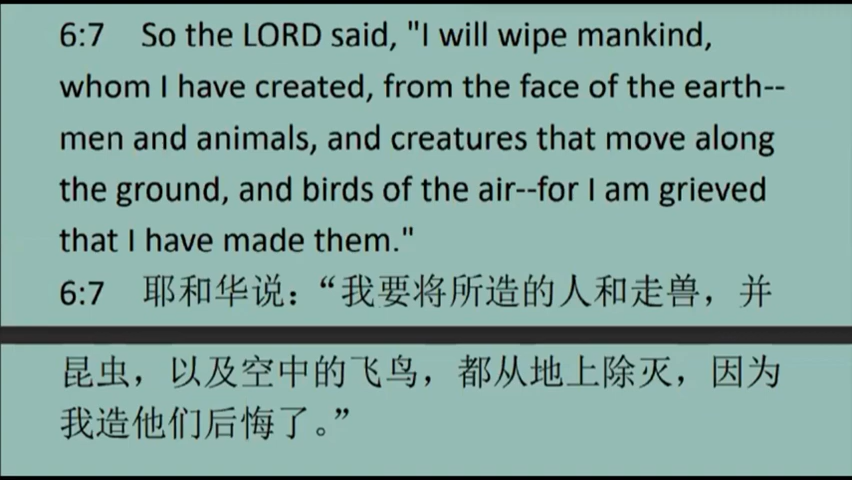 6:7 So the LORD said, "I will wipe mankind,
whom I have created, from the face of the earth--
men and animals, and creatures that move along
the ground, and birds of the air--for I am grieved
that I have made them."
6:7 耶和华说：“我要将所造的人和走兽，并
昆虫，以及空中的飞鸟，都从地上除灭，因为
我造他们后悔了。”